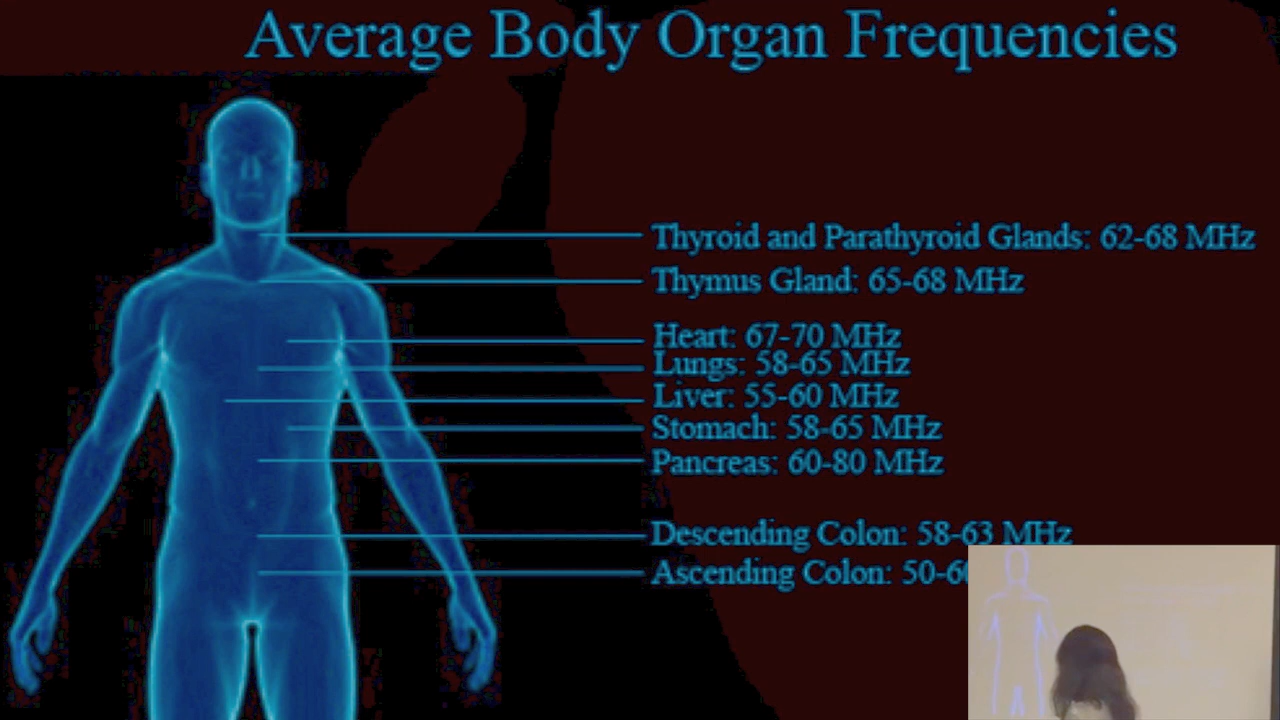 Average Body Organ Frequencies
Thyroid and Parathyroid Glands: 62-68 MHz
Thymus Gland: 65-68 MHz
Heart: 67-70 MHz
Lungs: 58-65 MHz
Liver: 55-60 MHz
Stomach: 58-65 MHz
Pancreas: 60-80 MHz
Descending Colon: 58-63 MHz
Ascending Colon: